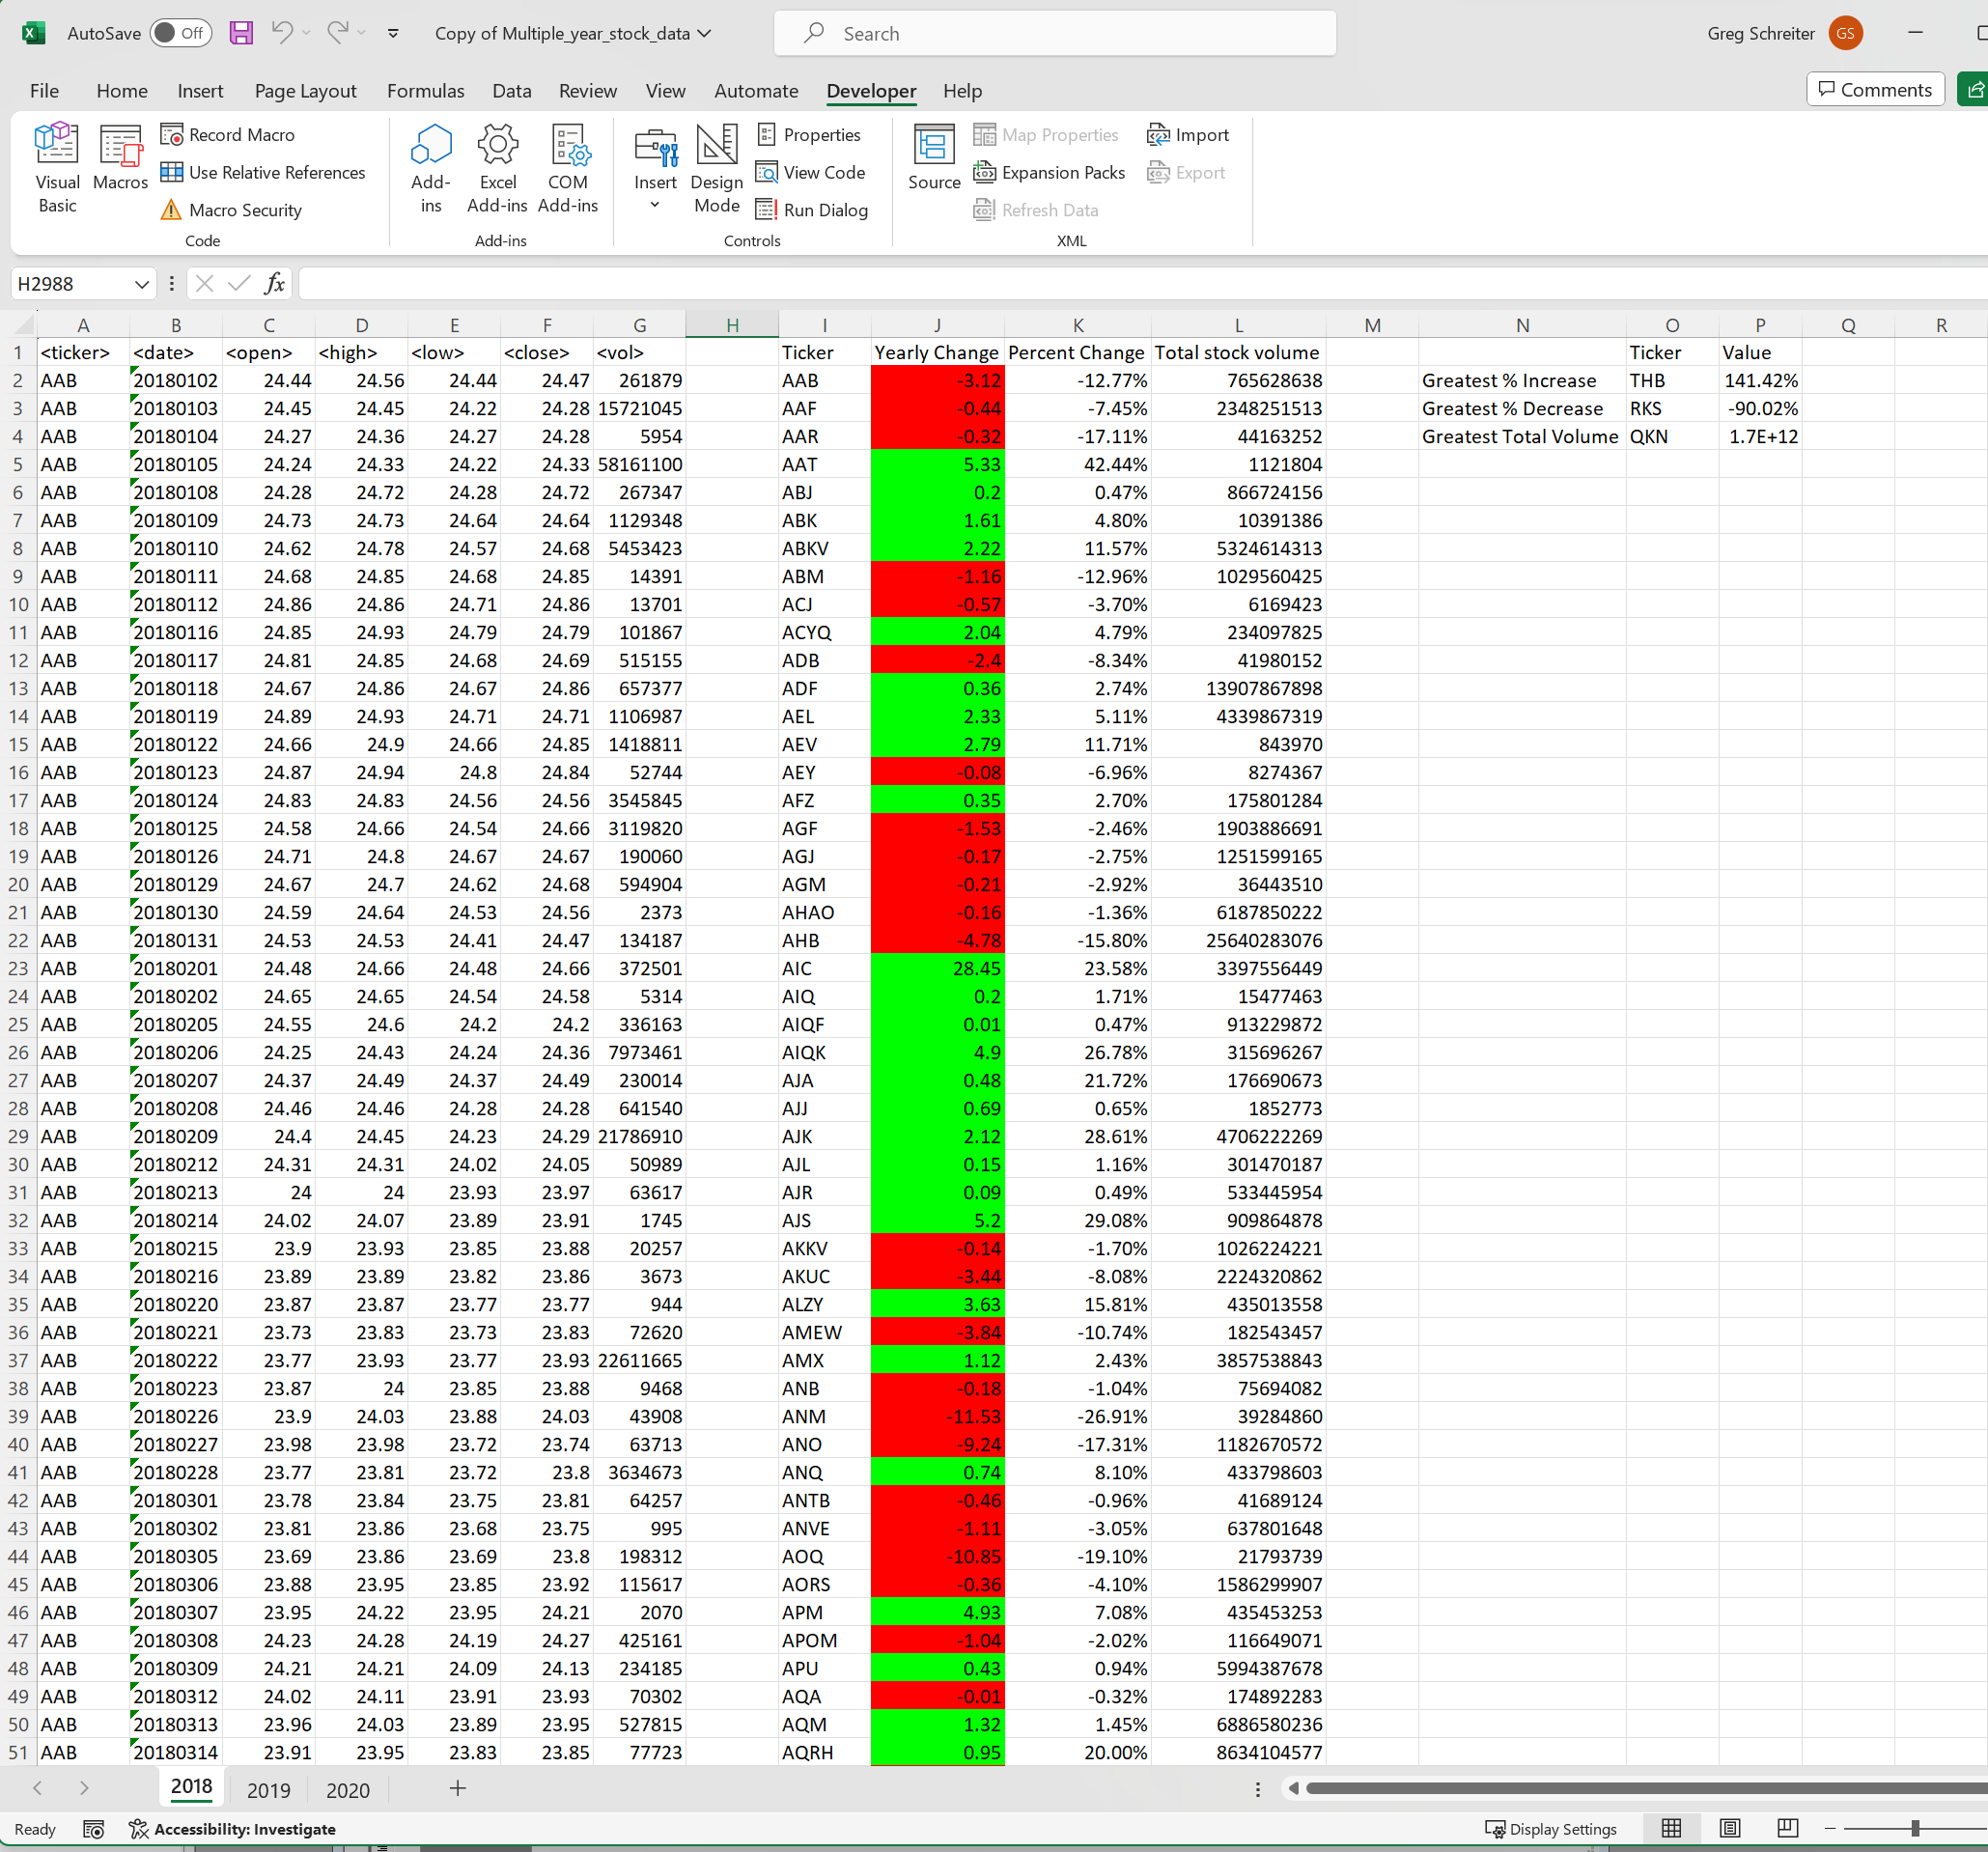 AutoSave Off Copy of Multiple_year_stock_data Search Greg Schreiter GS
File Home Insert Page Layout Formulas Data Review View Automate Developer Help Comments
Visual Basic Macros Record Macro Use Relative References Macro Security Code
Add-ins Excel Add-ins COM Add-ins Add-ins
Insert Design Mode Properties View Code Run Dialog Controls
Source Map Properties Expansion Packs Refresh Data Import Export XML
H2988 fx
A B C D E F G H I J K L M N O P Q R
1 <ticker> <date> <open> <high> <low> <close> <vol> Ticker Yearly Change Percent Change Total stock volume Ticker Value
2 AAB 20180102 24.44 24.56 24.44 24.47 261879 AAB -3.12 -12.77% 765628638 Greatest % Increase THB 141.42%
3 AAB 20180103 24.45 24.45 24.22 24.28 15721045 AAF -0.44 -7.45% 2348251513 Greatest % Decrease RKS -90.02%
4 AAB 20180104 24.27 24.36 24.27 24.28 5954 AAR -0.32 -17.11% 44163252 Greatest Total Volume QKN 1.7E+12
5 AAB 20180105 24.24 24.33 24.22 24.33 58161100 AAT 5.33 42.44% 1121804
6 AAB 20180108 24.28 24.72 24.28 24.72 267347 ABJ 0.2 0.47% 866724156
7 AAB 20180109 24.73 24.73 24.64 24.64 1129348 ABK 1.61 4.80% 10391386
8 AAB 20180110 24.62 24.78 24.57 24.68 5453423 ABKV 2.22 11.57% 5324614313
9 AAB 20180111 24.68 24.85 24.68 24.85 14391 ABM -1.16 -12.96% 1029560425
10 AAB 20180112 24.86 24.86 24.71 24.86 13701 ACJ -0.57 -3.70% 6169423
11 AAB 20180116 24.85 24.93 24.79 24.79 101867 ACYQ 2.04 4.79% 234097825
12 AAB 20180117 24.81 24.85 24.68 24.69 515155 ADB -2.4 -8.34% 41980152
13 AAB 20180118 24.67 24.86 24.67 24.86 657377 ADF 0.36 2.74% 13907867898
14 AAB 20180119 24.89 24.93 24.71 24.71 1106987 AEL 2.33 5.11% 4339867319
15 AAB 20180122 24.66 24.9 24.66 24.85 1418811 AEV 2.79 11.71% 843970
16 AAB 20180123 24.87 24.94 24.8 24.84 52744 AEY -0.08 -6.96% 8274367
17 AAB 20180124 24.83 24.83 24.56 24.56 3545845 AFZ 0.35 2.70% 175801284
18 AAB 20180125 24.58 24.66 24.54 24.66 3119820 AGF -1.53 -2.46% 1903886691
19 AAB 20180126 24.71 24.8 24.67 24.67 190060 AGJ -0.17 -2.75% 1251599165
20 AAB 20180129 24.67 24.7 24.62 24.68 594904 AGM -0.21 -2.92% 36443510
21 AAB 20180130 24.59 24.64 24.53 24.56 2373 AHAO -0.16 -1.36% 6187850222
22 AAB 20180131 24.53 24.53 24.41 24.47 134187 AHB -4.78 -15.80% 25640283076
23 AAB 20180201 24.48 24.66 24.48 24.66 372501 AIC 28.45 23.58% 3397556449
24 AAB 20180202 24.65 24.65 24.54 24.58 5314 AIQ 0.2 1.71% 15477463
25 AAB 20180205 24.55 24.6 24.2 24.2 336163 AIQF 0.01 0.47% 913229872
26 AAB 20180206 24.25 24.43 24.24 24.36 7973461 AIQK 4.9 26.78% 315696267
27 AAB 20180207 24.37 24.49 24.37 24.49 230014 AJA 0.48 21.72% 176690673
28 AAB 20180208 24.46 24.46 24.28 24.28 641540 AJJ 0.69 0.65% 1852773
29 AAB 20180209 24.4 24.45 24.23 24.29 21786910 AJK 2.12 28.61% 4706222269
30 AAB 20180212 24.31 24.31 24.02 24.05 50989 AJL 0.15 1.16% 301470187
31 AAB 20180213 24 24 23.93 23.97 63617 AJR 0.09 0.49% 533445954
32 AAB 20180214 24.02 24.07 23.89 23.91 1745 AJS 5.2 29.08% 909864878
33 AAB 20180215 23.9 23.93 23.85 23.88 20257 AKKV -0.14 -1.70% 1026224221
34 AAB 20180216 23.89 23.89 23.82 23.86 3673 AKUC -3.44 -8.08% 2224320862
35 AAB 20180220 23.87 23.87 23.77 23.77 944 ALZY 3.63 15.81% 435013558
36 AAB 20180221 23.73 23.83 23.73 23.83 72620 AMEW -3.84 -10.74% 182543457
37 AAB 20180222 23.77 23.93 23.77 23.93 22611665 AMX 1.12 2.43% 3857538843
38 AAB 20180223 23.87 24 23.85 23.88 9468 ANB -0.18 -1.04% 75694082
39 AAB 20180226 23.9 24.03 23.88 24.03 43908 ANM -11.53 -26.91% 39284860
40 AAB 20180227 23.98 23.98 23.72 23.74 63713 ANO -9.24 -17.31% 1182670572
41 AAB 20180228 23.77 23.81 23.72 23.8 3634673 ANQ 0.74 8.10% 433798603
42 AAB 20180301 23.78 23.84 23.75 23.81 64257 ANTB -0.46 -0.96% 41689124
43 AAB 20180302 23.81 23.86 23.68 23.75 995 ANVE -1.11 -3.05% 637801648
44 AAB 20180305 23.69 23.86 23.69 23.8 198312 AOQ -10.85 -19.10% 21793739
45 AAB 20180306 23.88 23.95 23.85 23.92 115617 AORS -0.36 -4.10% 1586299907
46 AAB 20180307 23.95 24.22 23.95 24.21 2070 APM 4.93 7.08% 435453253
47 AAB 20180308 24.23 24.28 24.19 24.27 425161 APOM -1.04 -2.02% 116649071
48 AAB 20180309 24.21 24.21 24.09 24.13 234185 APU 0.43 0.94% 5994387678
49 AAB 20180312 24.02 24.11 23.91 23.93 70302 AQA -0.01 -0.32% 174892283
50 AAB 20180313 23.96 24.03 23.89 23.95 527815 AQM 1.32 1.45% 6886580236
51 AAB 20180314 23.91 23.95 23.83 23.85 77723 AQRH 0.95 20.00% 8634104577
2018 2019 2020
Ready Accessibility: Investigate Display Settings